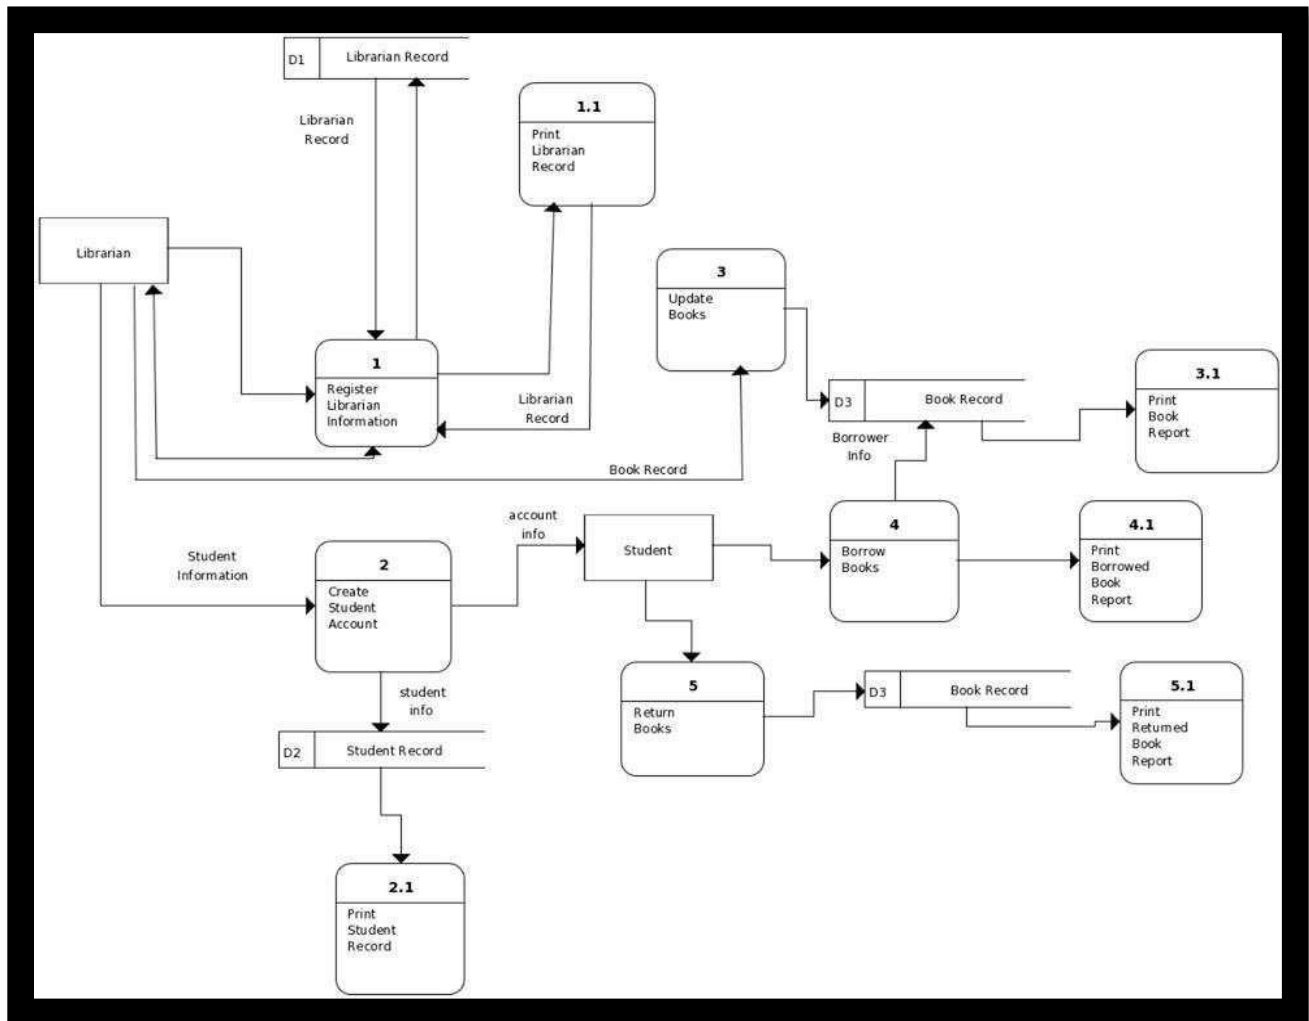 D1
Librarian Record
Librarian
Record
1.1
Print
Librarian
Record
Librarian
3
Update
Books
1
Register
Librarian
Information
Librarian
Record
D3
Book Record
3.1
Print
Book
Report
Borrower
Info
Book Record
account
info
Student
Information
2
Create
Student
Account
Student
4
Borrow
Books
4.1
Print
Borrowed
Book
Report
student
info
5
Return
Books
D3
Book Record
5.1
Print
Returned
Book
Report
D2
Student Record
2.1
Print
Student
Record